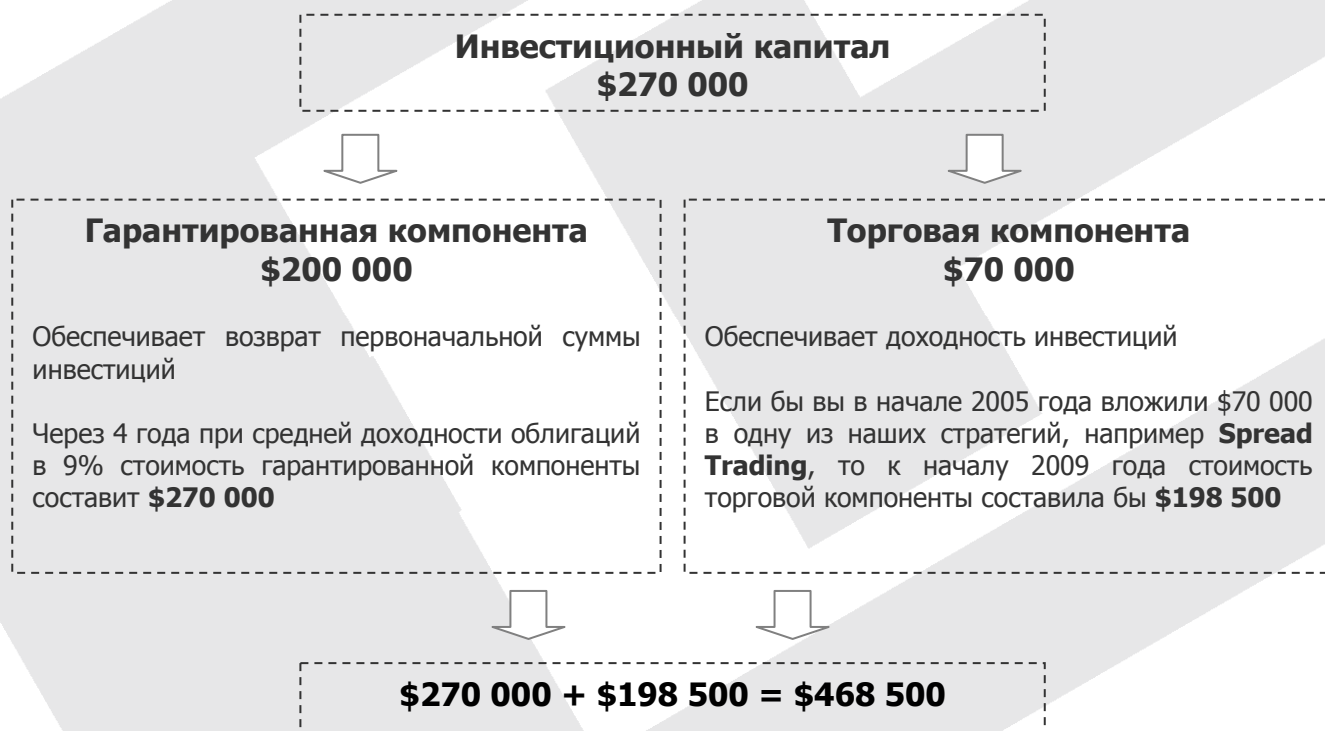 Инвестиционный капитал
$270 000
Гарантированная компонента
$200 000
Обеспечивает возврат первоначальной суммы
инвестиций
Через 4 года при средней доходности облигаций
в 9% стоимость гарантированной компоненты
составит $270 000
Торговая компонента
$70 000
Обеспечивает доходность инвестиций
Если бы вы в начале 2005 года вложили $70 000
в одну из наших стратегий, например Spread
Trading, то к началу 2009 года стоимость
торговой компоненты составила бы $198 500
$270 000 + $198 500 = $468 500